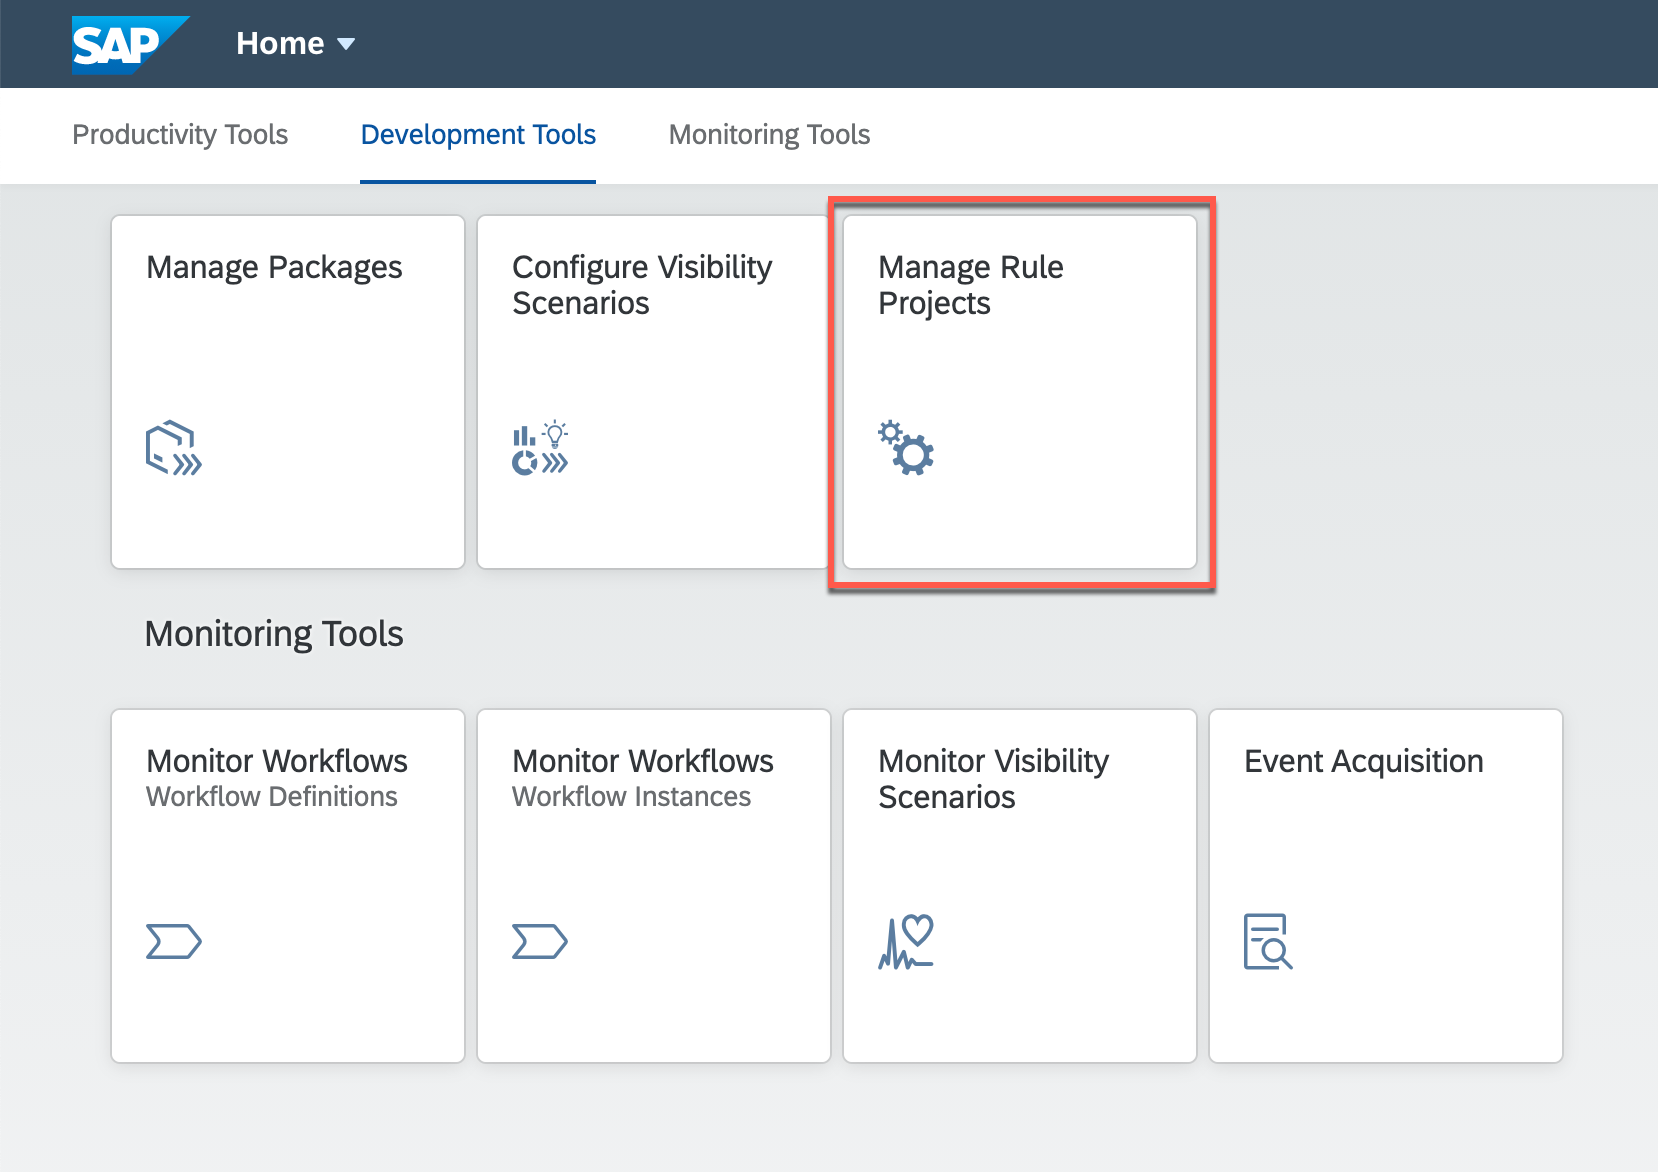 SAP
Home
Productivity Tools
Development Tools
Monitoring Tools
Manage Packages
Configure Visibility
Scenarios
Manage Rule
Projects
Monitoring Tools
Monitor Workflows
Workflow Definitions
Monitor Workflows
Workflow Instances
Monitor Visibility
Scenarios
Event Acquisition